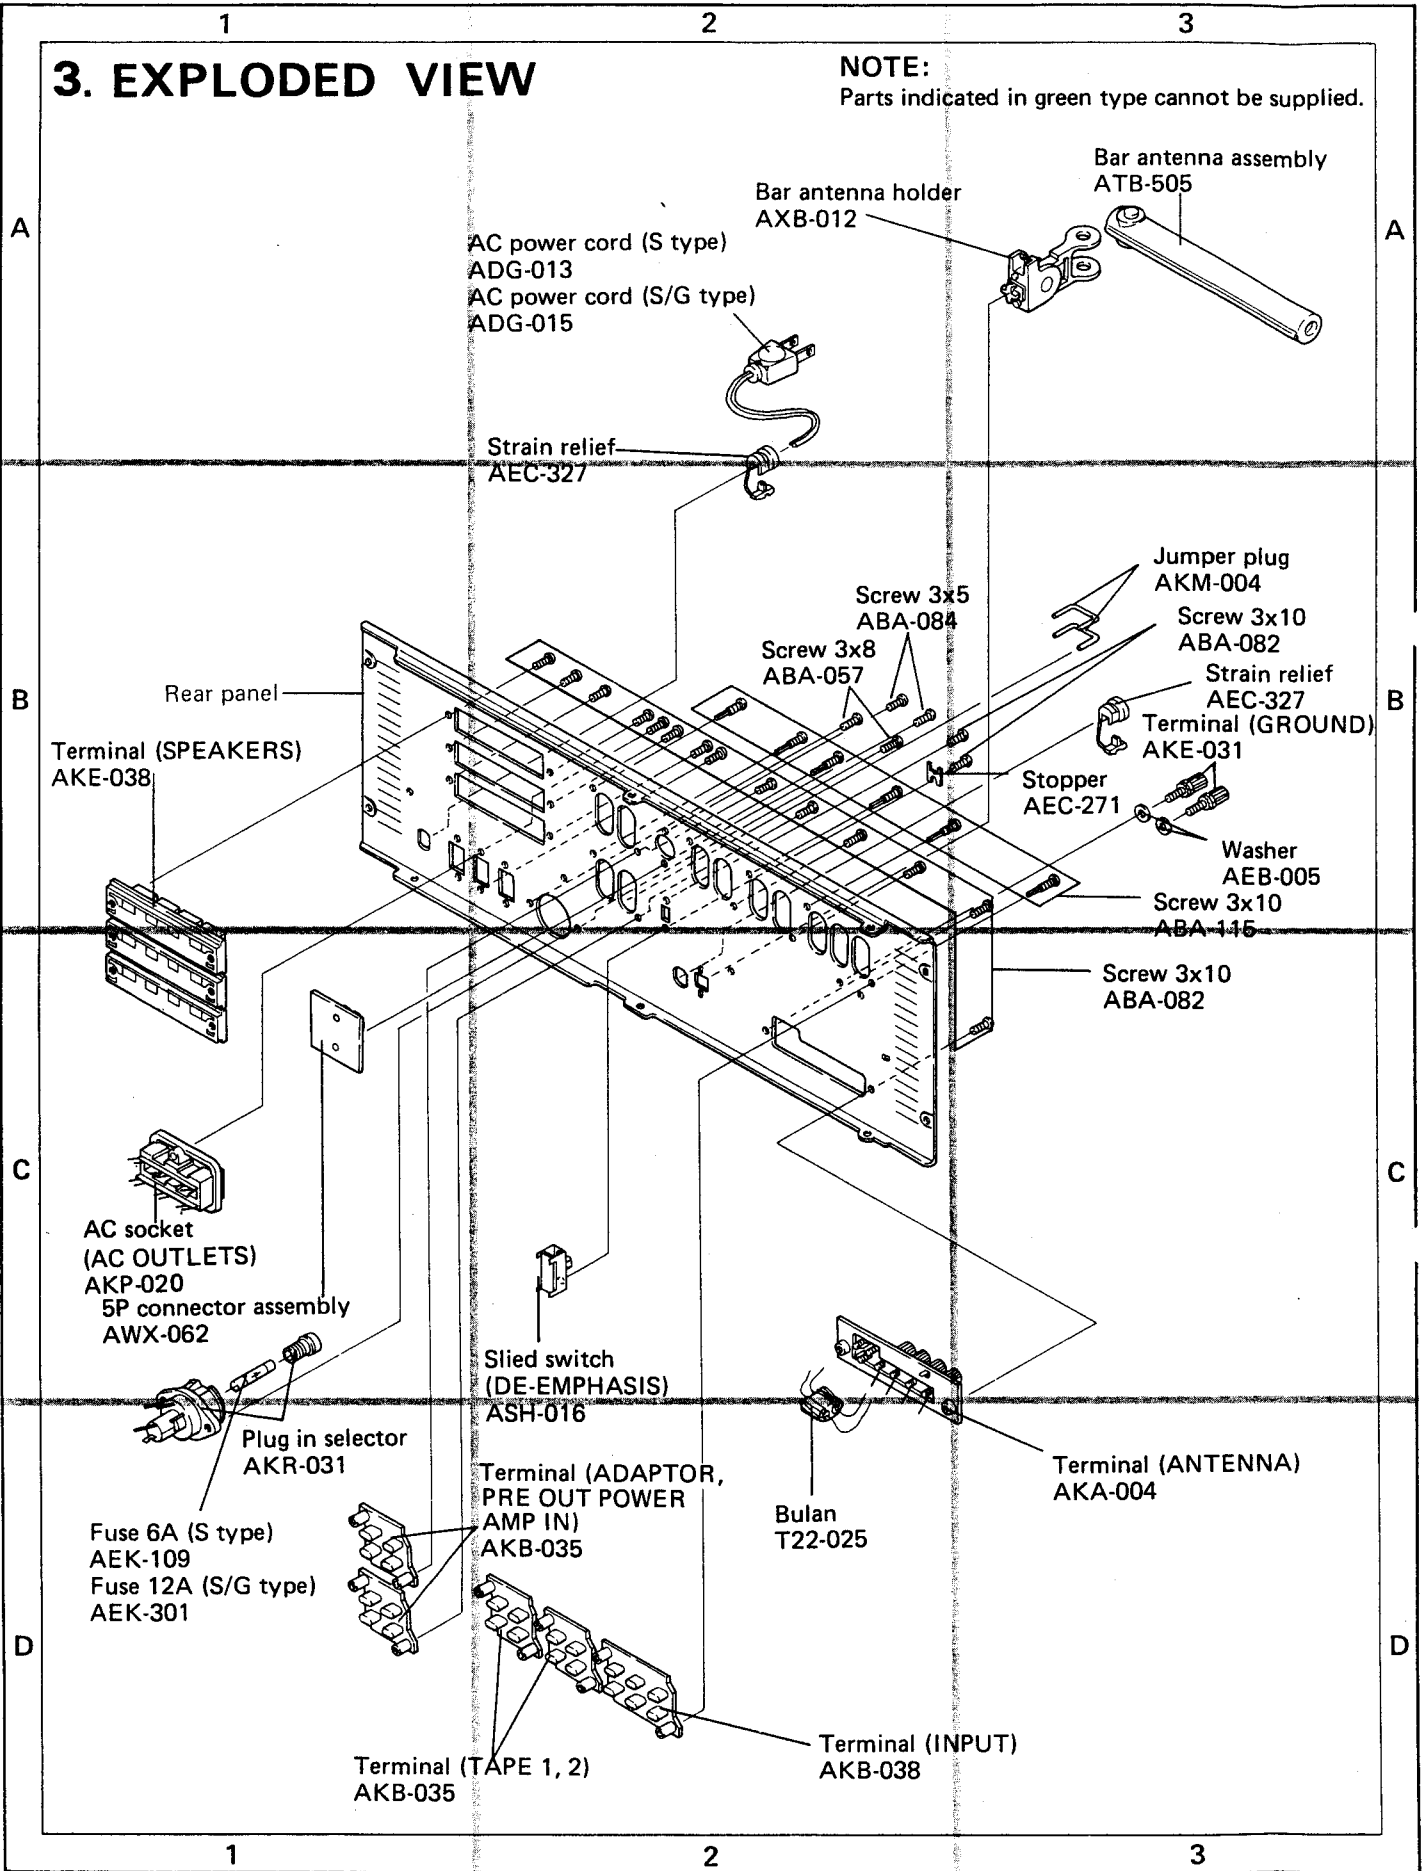 1 2 3
3. EXPLODED VIEW
NOTE:
Parts indicated in green type cannot be supplied.
A
A
Bar antenna assembly
ATB-505
Bar antenna holder
AXB-012
AC power cord (S type)
ADG-013
AC power cord (S/G type)
ADG-015
Strain relief
AEC-327
Jumper plug
AKM-004
Screw 3x5
ABA-084
Screw 3x10
ABA-082
Screw 3x8
ABA-057
Strain relief
AEC-327
B
B
Rear panel
Terminal (GROUND)
AKE-031
Terminal (SPEAKERS)
AKE-038
Stopper
AEC-271
Washer
AEB-005
Screw 3x10
ABA-115
Screw 3x10
ABA-082
C
C
AC socket
(AC OUTLETS)
AKP-020
5P connector assembly
AWX-062
Slied switch
(DE-EMPHASIS)
ASH-016
Plug in selector
AKR-031
Terminal (ADAPTOR,
PRE OUT POWER
AMP IN)
AKB-035
Terminal (ANTENNA)
AKA-004
Bulan
T22-025
Fuse 6A (S type)
AEK-109
Fuse 12A (S/G type)
AEK-301
D
D
Terminal (TAPE 1, 2)
AKB-035
Terminal (INPUT)
AKB-038
1 2 3